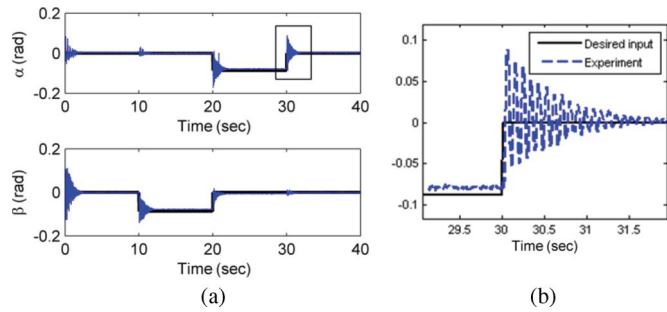 0.2
0
-0.2
α (rad)
0 10 20 30 40
Time (sec)
0.2
0
-0.2
β (rad)
0 10 20 30 40
Time (sec)
(a)
0.1
0.05
0
-0.05
-0.1
Desired input
Experiment
29.5 30 30.5 31 31.5
Time (sec)
(b)